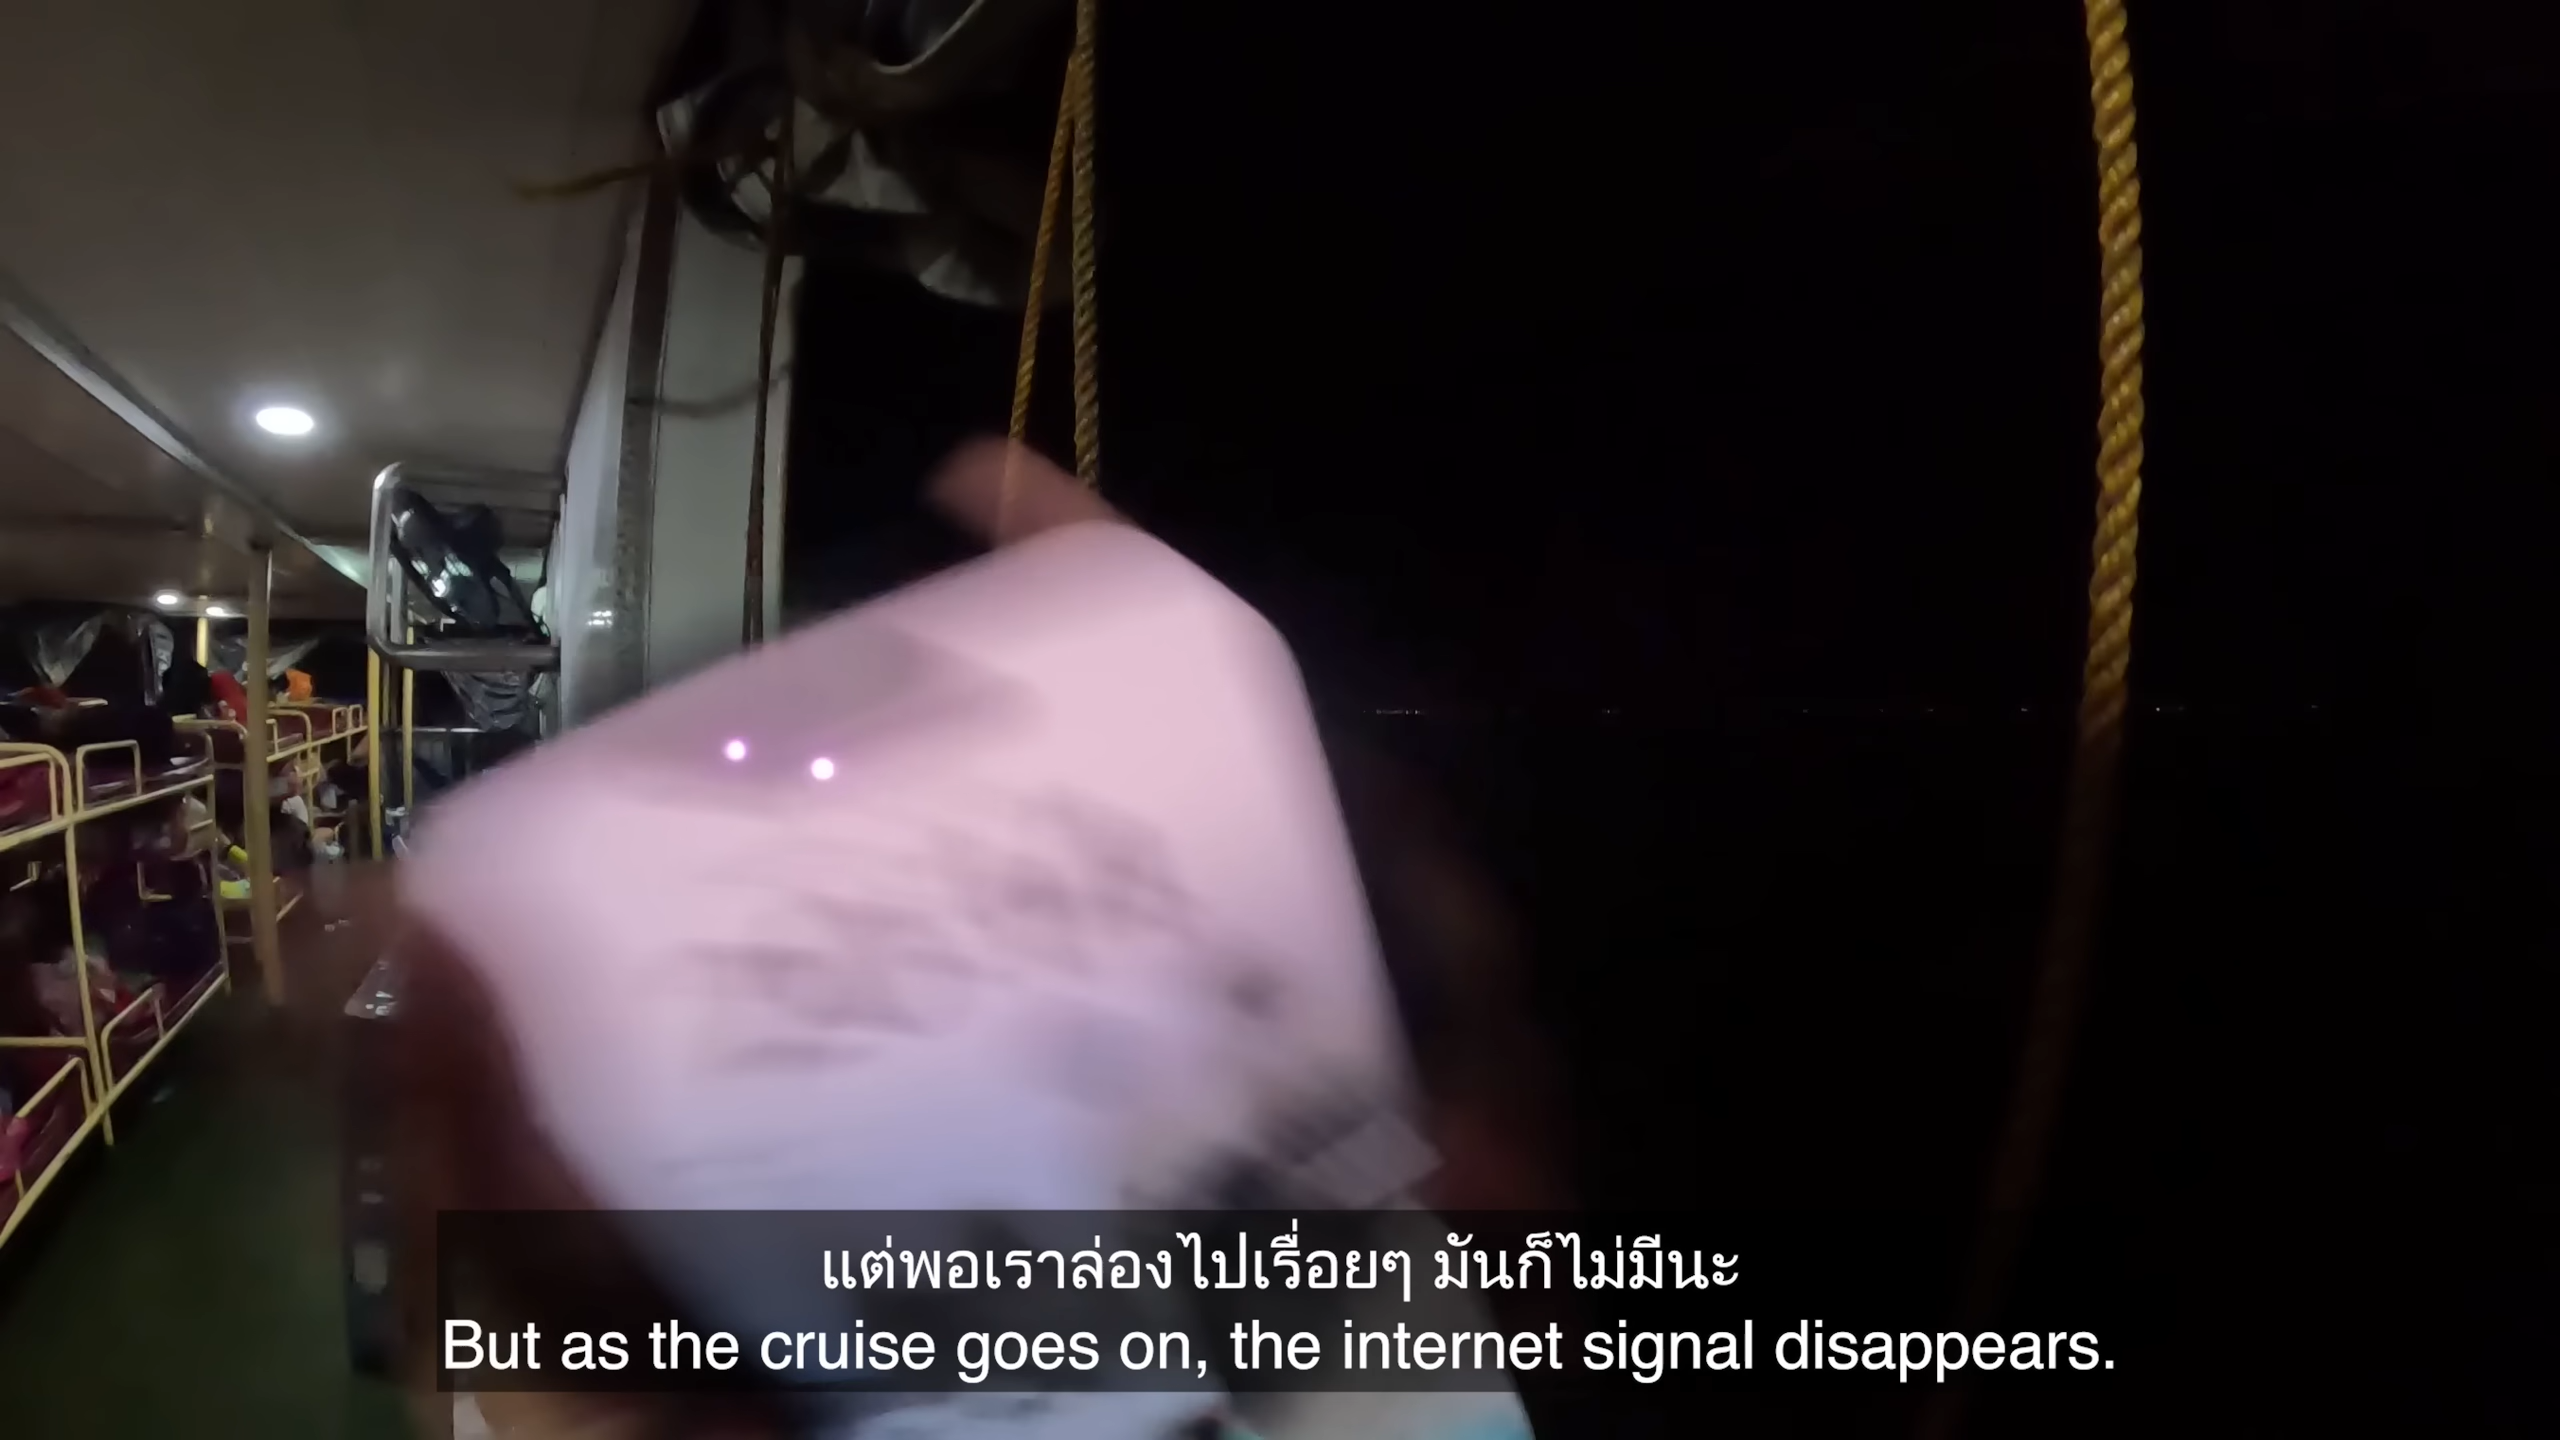 แต่พอเราล่องไปเรื่อยๆ มันก็ไม่มีนะ
But as the cruise goes on, the internet signal disappears.